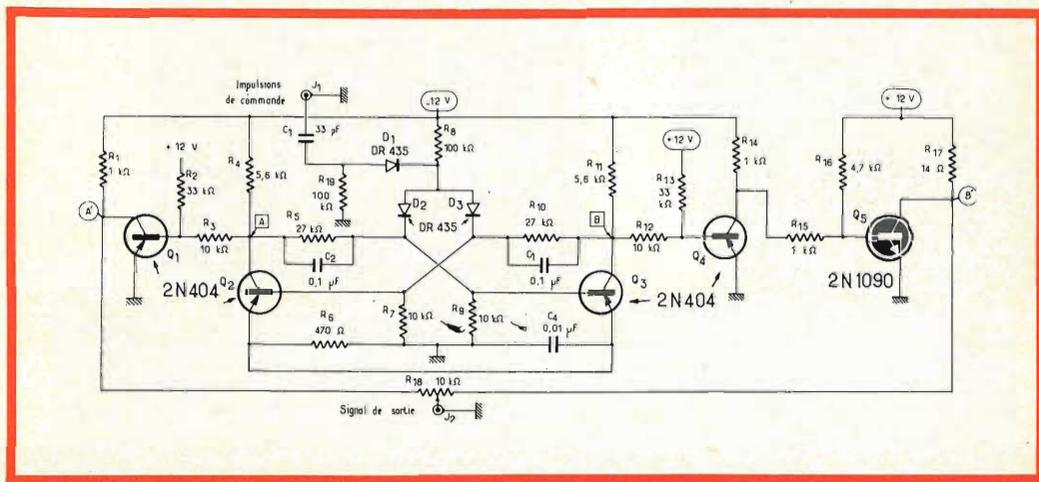 Impulsions
de commande
J1
-12 V
+ 12 V
C1
33 pF
D1
DR 435
R8
100 kΩ
R1
1 kΩ
+ 12 V
R2
33 kΩ
R4
5,6 kΩ
R19
100
kΩ
D2
D3
DR 435
R11
5,6 kΩ
+12 V
R13
33
kΩ
R14
1 kΩ
R16
4,7 kΩ
R17
14 Ω
A'
B'
R3
10 kΩ
A
R5
27 kΩ
C2
0,1 µF
R10
27 kΩ
C1
0,1 µF
B
R12
10 kΩ
R15
1 kΩ
Q1
Q2
Q3
Q4
Q5
2N404
2N404
2N1090
R6
470 Ω
R7
10 kΩ
R9
10 kΩ
C4
0,01 µF
R18 10 kΩ
Signal de sortie
J2